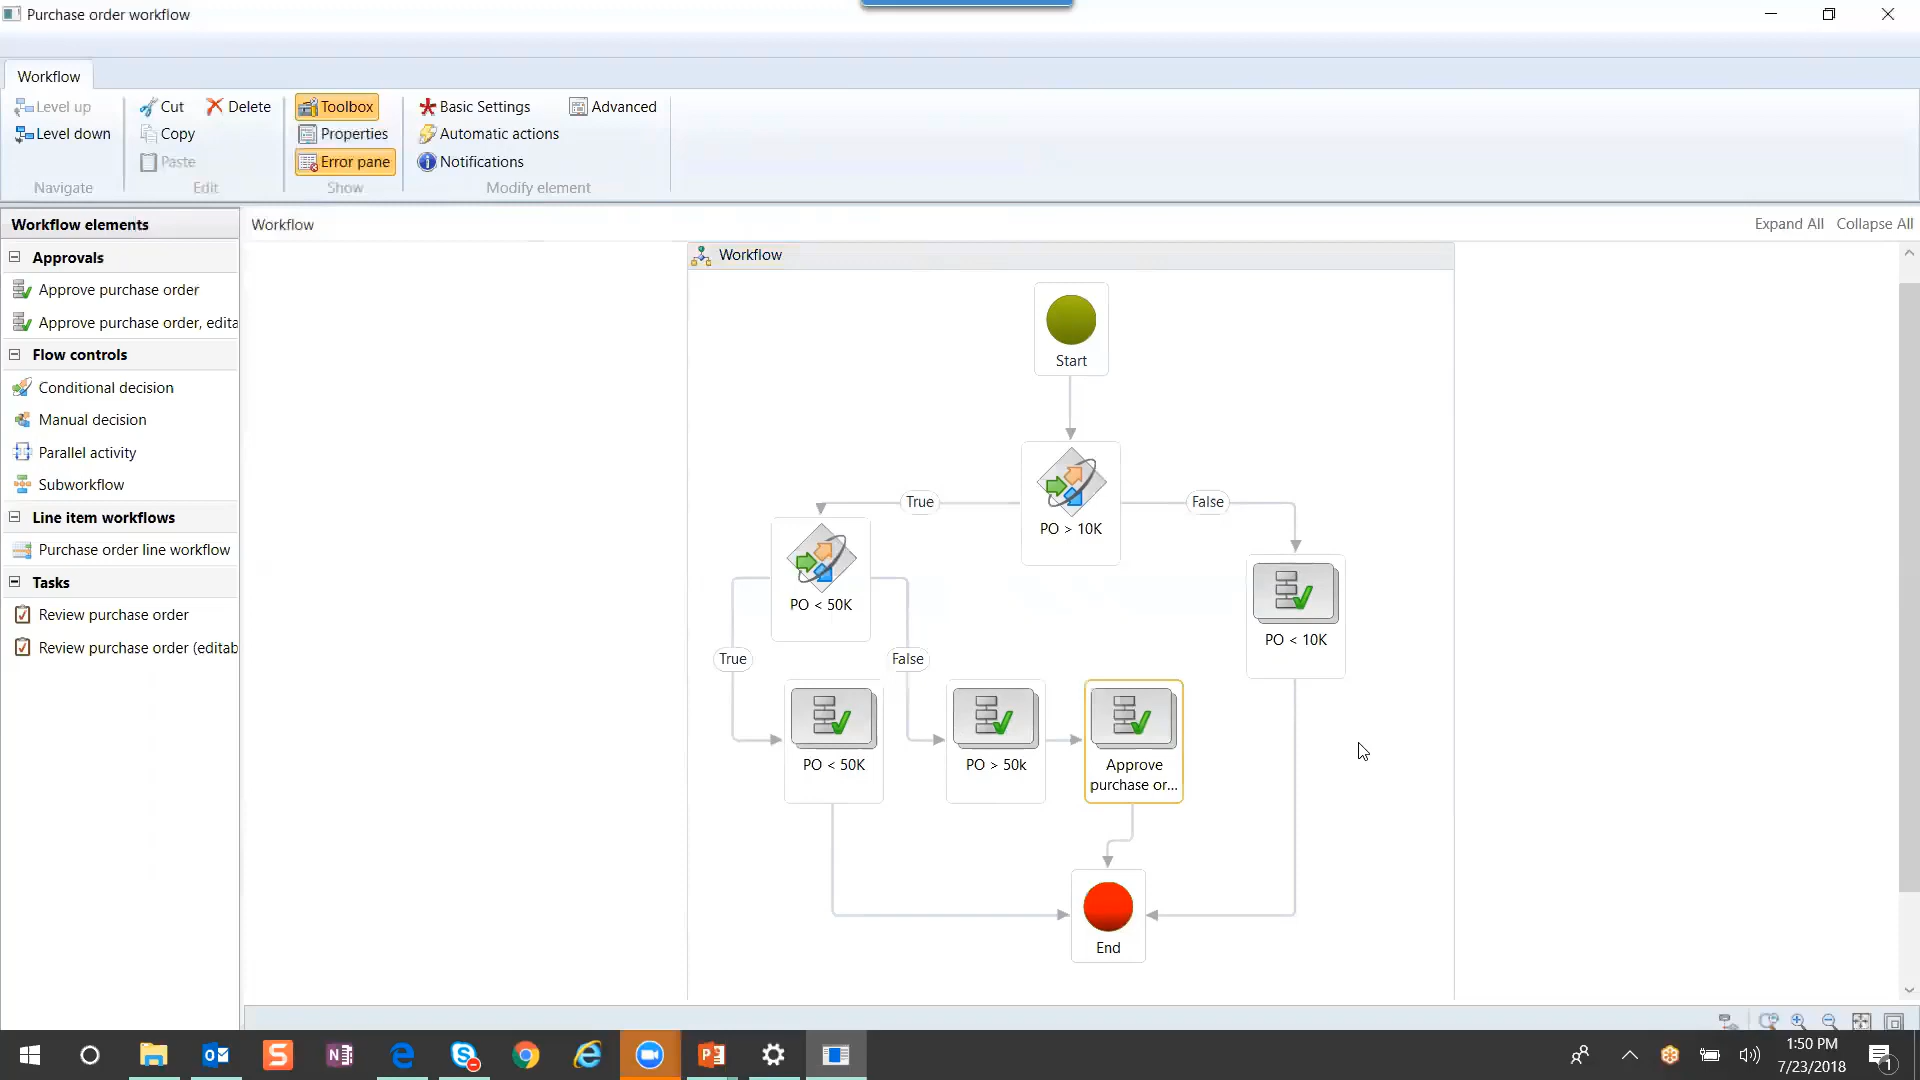 Purchase order workflow
Workflow
Level up
Level down
Navigate
Cut
Delete
Copy
Paste
Edit
Toolbox
Properties
Error pane
Show
Basic Settings
Advanced
Automatic actions
Notifications
Modify element
Workflow elements
Approvals
Approve purchase order
Approve purchase order, edita
Flow controls
Conditional decision
Manual decision
Parallel activity
Subworkflow
Line item workflows
Purchase order line workflow
Tasks
Review purchase order
Review purchase order (editab
Workflow
Expand All
Collapse All
Workflow
Start
PO > 10K
True
False
PO < 50K
PO < 10K
True
False
PO < 50K
PO > 50k
Approve
purchase or...
End
1:50 PM
7/23/2018
1